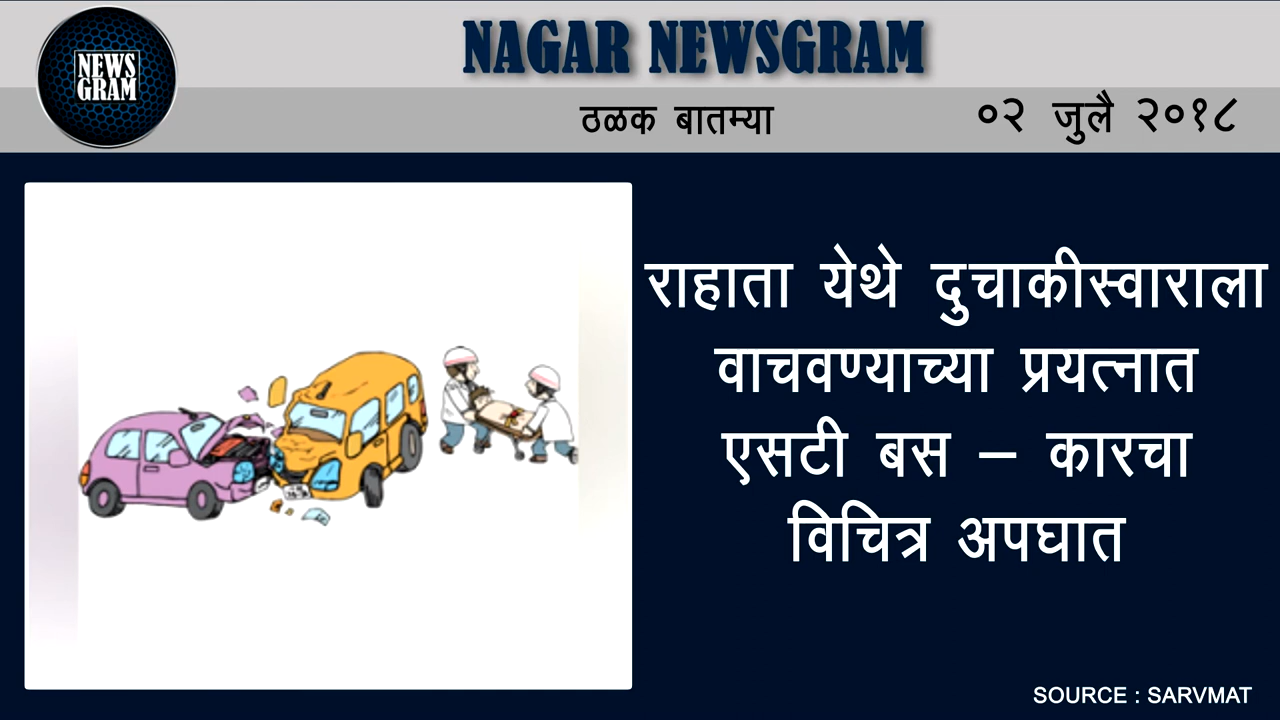 NEWS
GRAM
NAGAR NEWSGRAM
ठळक बातम्या
०२ जुलै २०१८
राहाता येथे दुचाकीस्वाराला
वाचवण्याच्या प्रयत्नात
एसटी बस – कारचा
विचित्र अपघात
SOURCE : SARVMAT